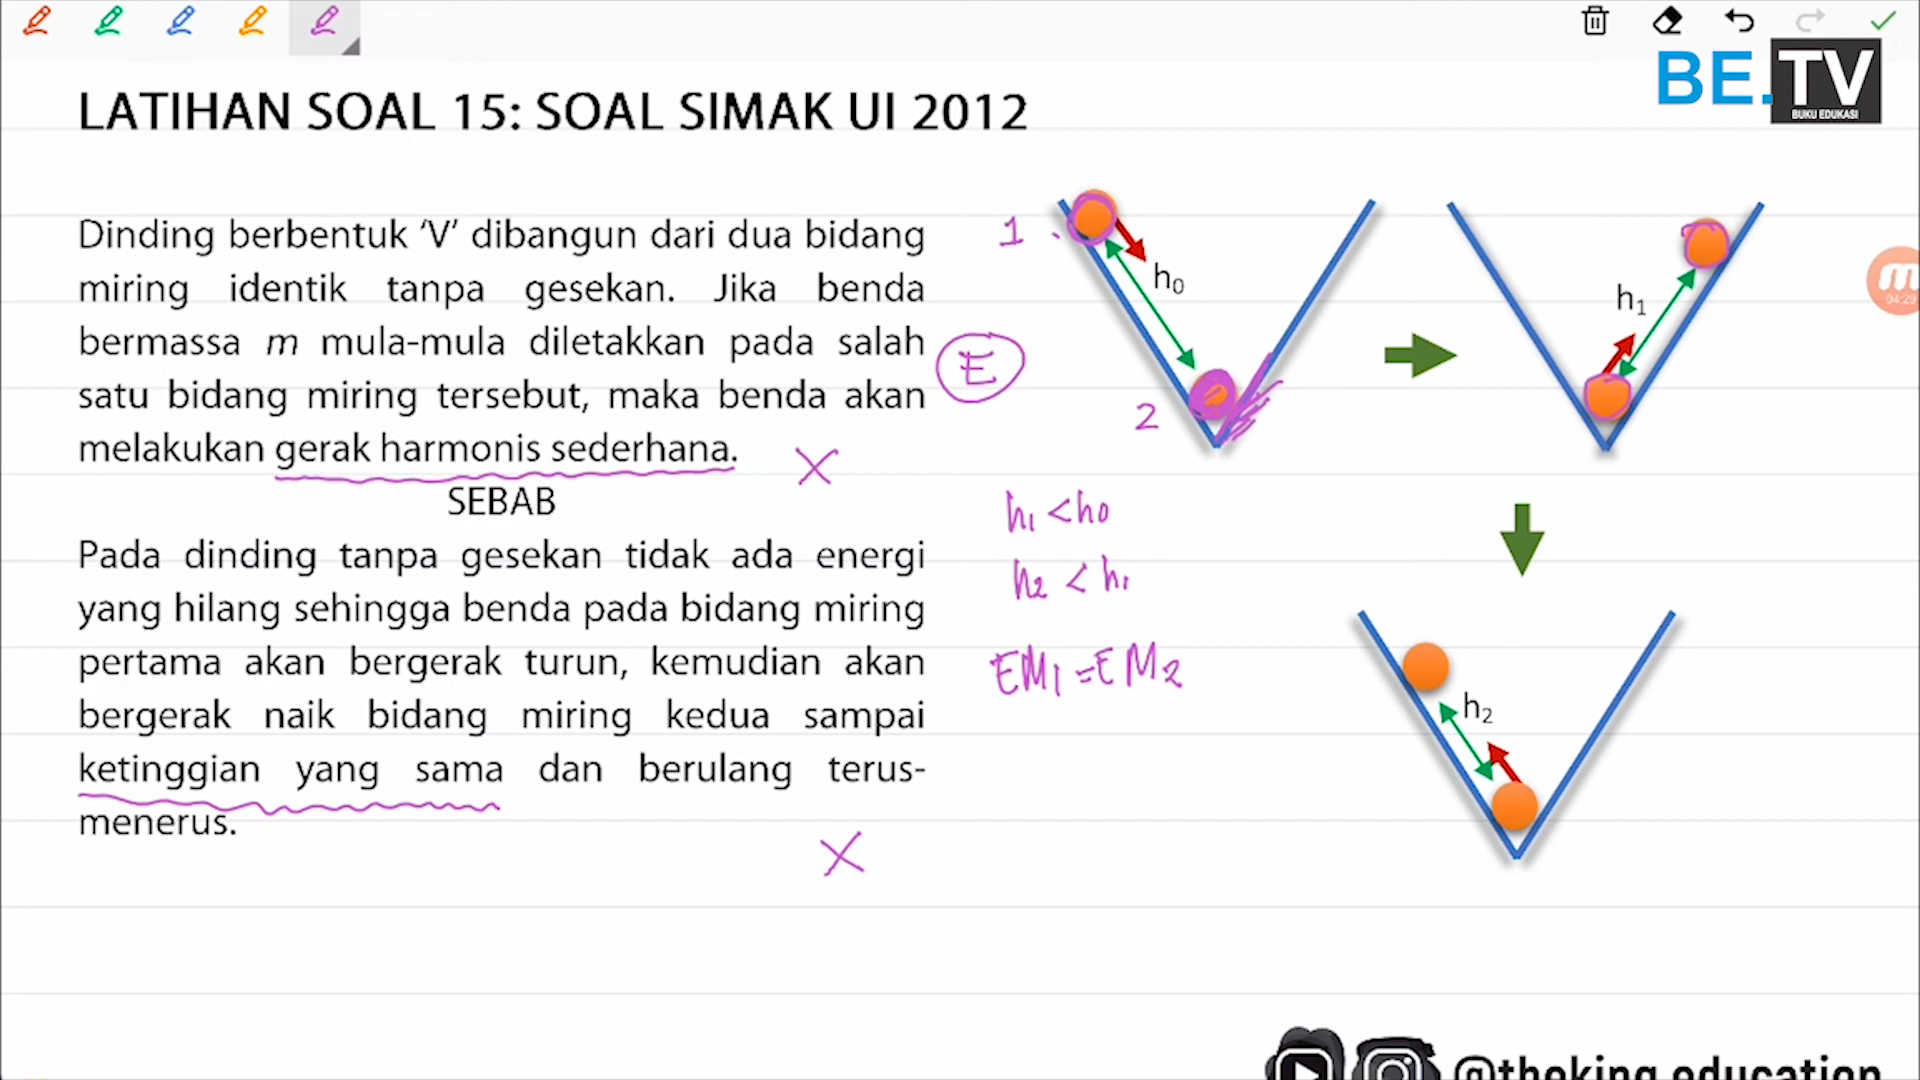 BE.TV
BUKU EDUKASI
LATIHAN SOAL 15: SOAL SIMAK UI 2012
Dinding berbentuk ‘V’ dibangun dari dua bidang
miring identik tanpa gesekan. Jika benda
bermassa m mula-mula diletakkan pada salah
satu bidang miring tersebut, maka benda akan
melakukan gerak harmonis sederhana.
SEBAB
Pada dinding tanpa gesekan tidak ada energi
yang hilang sehingga benda pada bidang miring
pertama akan bergerak turun, kemudian akan
bergerak naik bidang miring kedua sampai
ketinggian yang sama dan berulang terus-
menerus.
E
1
h₀
2
h₁
04:29
h₁ < h₀
h₂ < h₁
EM₁ = EM₂
h₂
@theking.education